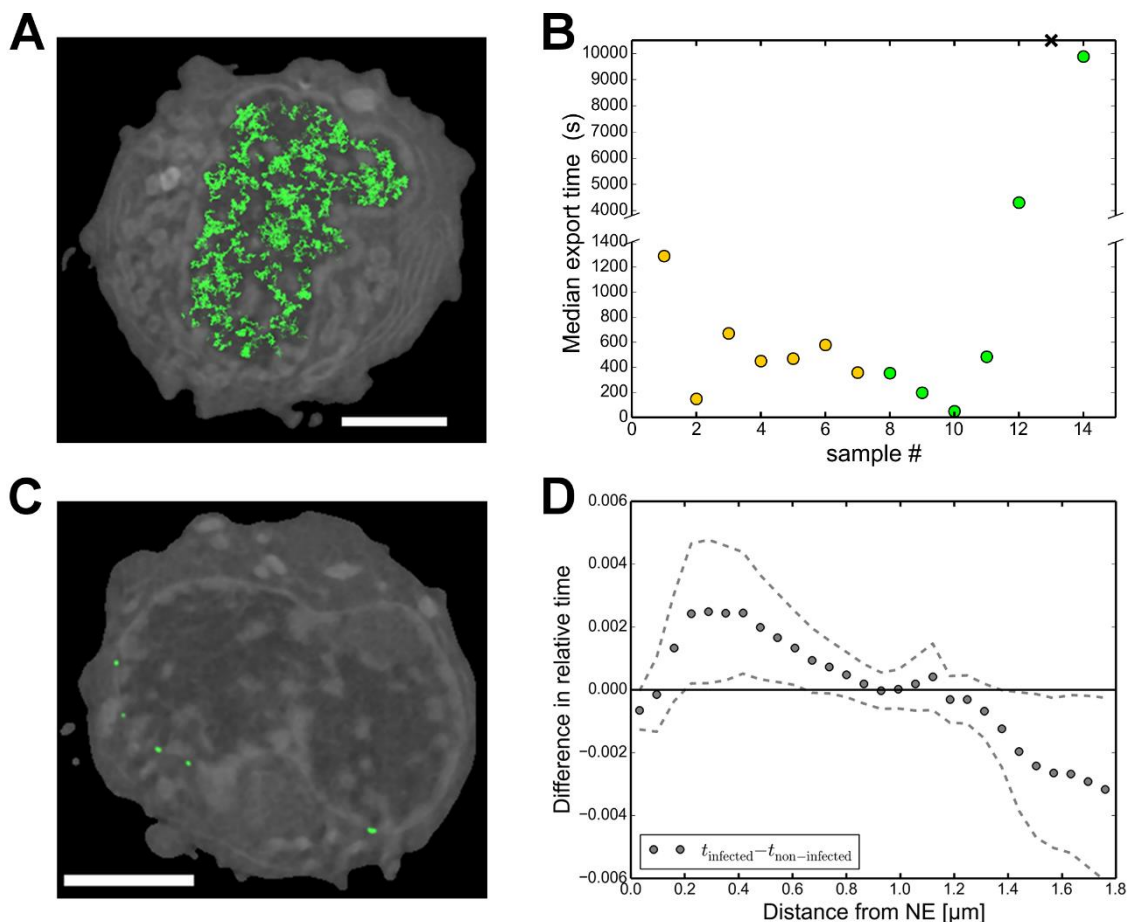 A
B
10000
9000
8000
7000
6000
5000
4000
1400
1200
1000
800
600
400
200
0
Median export time (s)
0 2 4 6 8 10 12 14
sample #
C
D
0.006
0.004
0.002
0.000
−0.002
−0.004
−0.006
Difference in relative time
t_infected−t_non−infected
0.0 0.2 0.4 0.6 0.8 1.0 1.2 1.4 1.6 1.8
Distance from NE [µm]